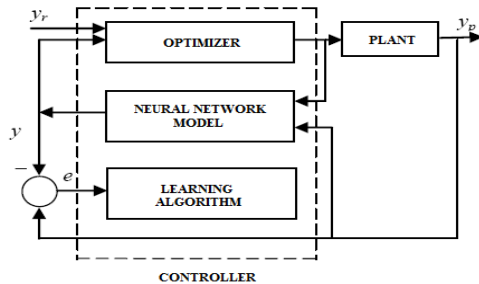 y_r
OPTIMIZER
PLANT
y_p
NEURAL NETWORK
MODEL
y
−
e
LEARNING
ALGORITHM
CONTROLLER